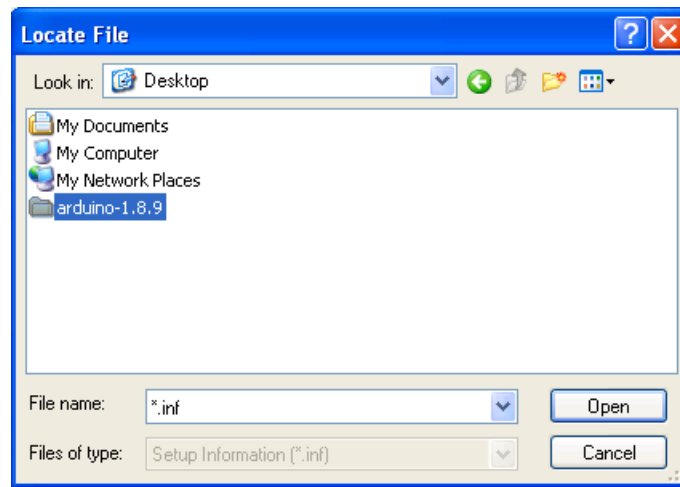 Locate File
Look in: Desktop
My Documents
My Computer
My Network Places
arduino-1.8.9
File name: *.inf Open
Files of type: Setup Information (*.inf) Cancel